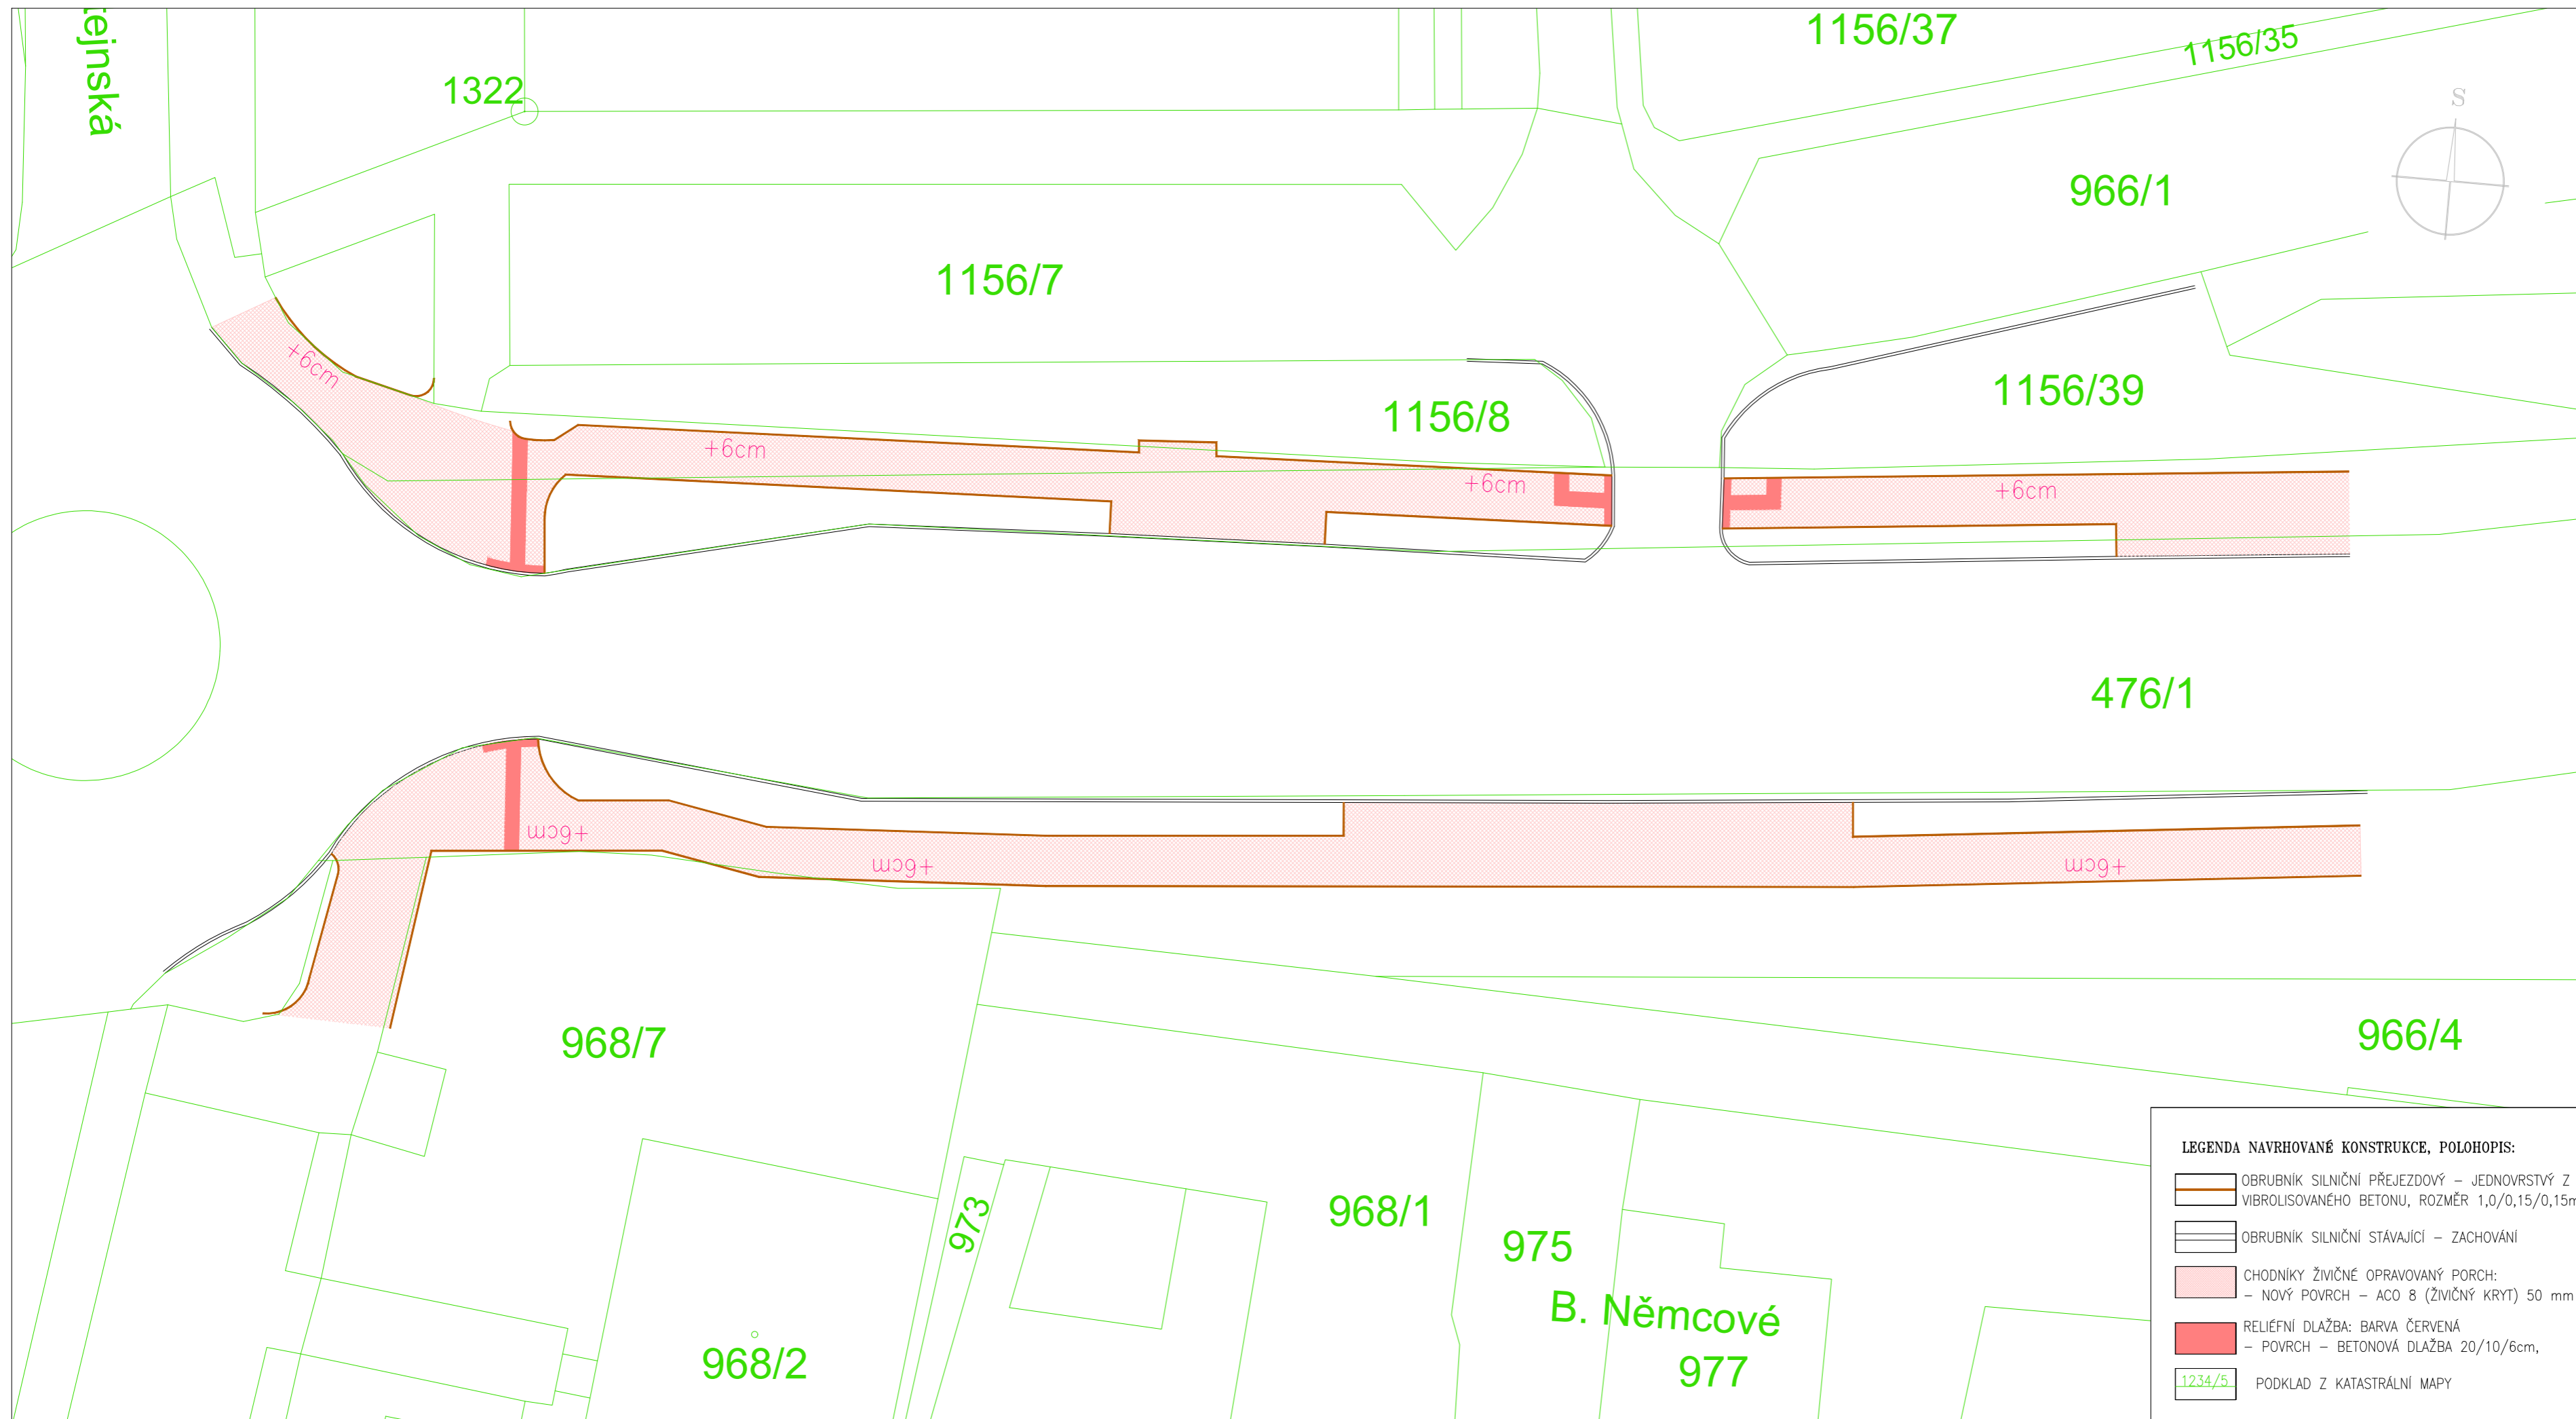 1156/37
1156/35
1322
S
966/1
1156/7
1156/39
1156/8
+6cm
+6cm
+6cm
+6cm
476/1
+6cm
+6cm
+6cm
968/7
966/4
973
968/1
975
B. Němcové
977
968/2
LEGENDA NAVRHOVANÉ KONSTRUKCE, POLOHOPIS:
OBRUBNÍK SILNIČNÍ PŘEJEZDOVÝ – JEDNOVRSTVÝ Z
VIBROLISOVANÉHO BETONU, ROZMĚR 1,0/0,15/0,15m
OBRUBNÍK SILNIČNÍ STÁVAJÍCÍ – ZACHOVÁNÍ
CHODNÍKY ŽIVIČNÉ OPRAVOVANÝ PORCH:
– NOVÝ POVRCH – ACO 8 (ŽIVIČNÝ KRYT) 50 mm
RELIÉFNÍ DLAŽBA: BARVA ČERVENÁ
– POVRCH – BETONOVÁ DLAŽBA 20/10/6cm,
1234/5 PODKLAD Z KATASTRÁLNÍ MAPY